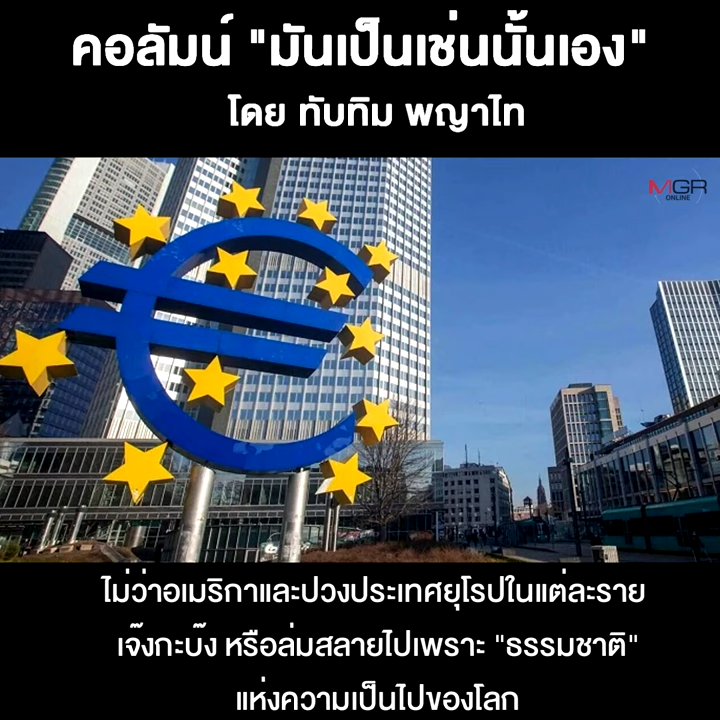 คอลัมน์ "มันเป็นเช่นนั้นเอง"
โดย ทับทิม พญาไท
MGR
ONLINE
ไม่ว่าอเมริกาและปวงประเทศยุโรปในแต่ละราย
เจ๊งกะบ๊ง หรือล่มสลายไปเพราะ "ธรรมชาติ"
แห่งความเป็นไปของโลก